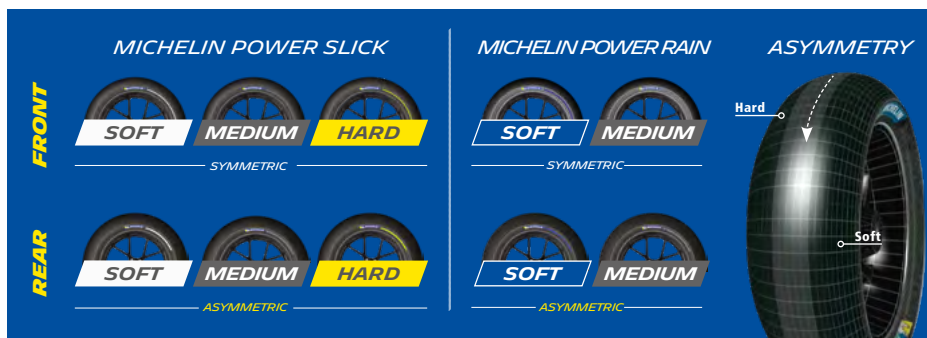 MICHELIN POWER SLICK
FRONT
SOFT
MEDIUM
HARD
SYMMETRIC
REAR
SOFT
MEDIUM
HARD
ASYMMETRIC
MICHELIN POWER RAIN
SOFT
MEDIUM
SYMMETRIC
SOFT
MEDIUM
ASYMMETRIC
ASYMMETRY
Hard
Soft